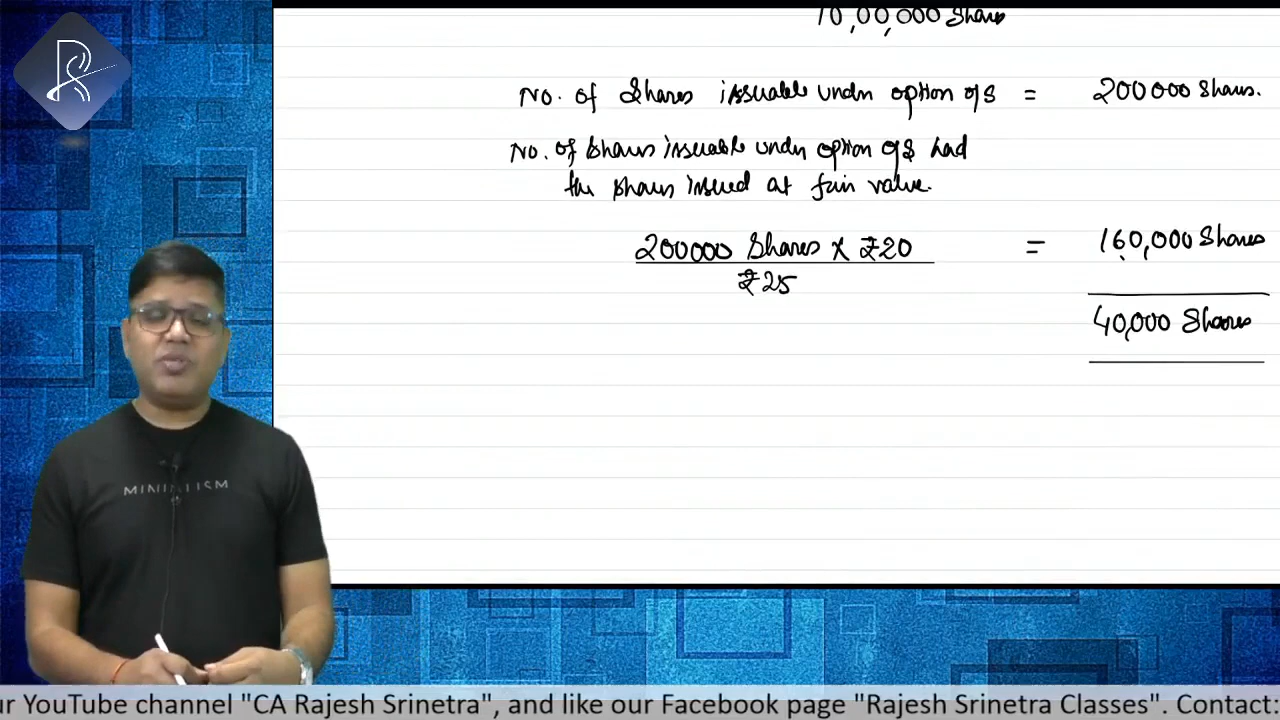 10,00,000 Shares
No. of Shares issuable under option o/s = 200000 Shares.
No. of shares issuable under option o/s had
the shares issued at fair value.
200000 Shares x ₹20 = 160,000 Shares
₹25
40,000 Shares
MINIMALISM
ur YouTube channel "CA Rajesh Srinetra", and like our Facebook page "Rajesh Srinetra Classes". Contact: